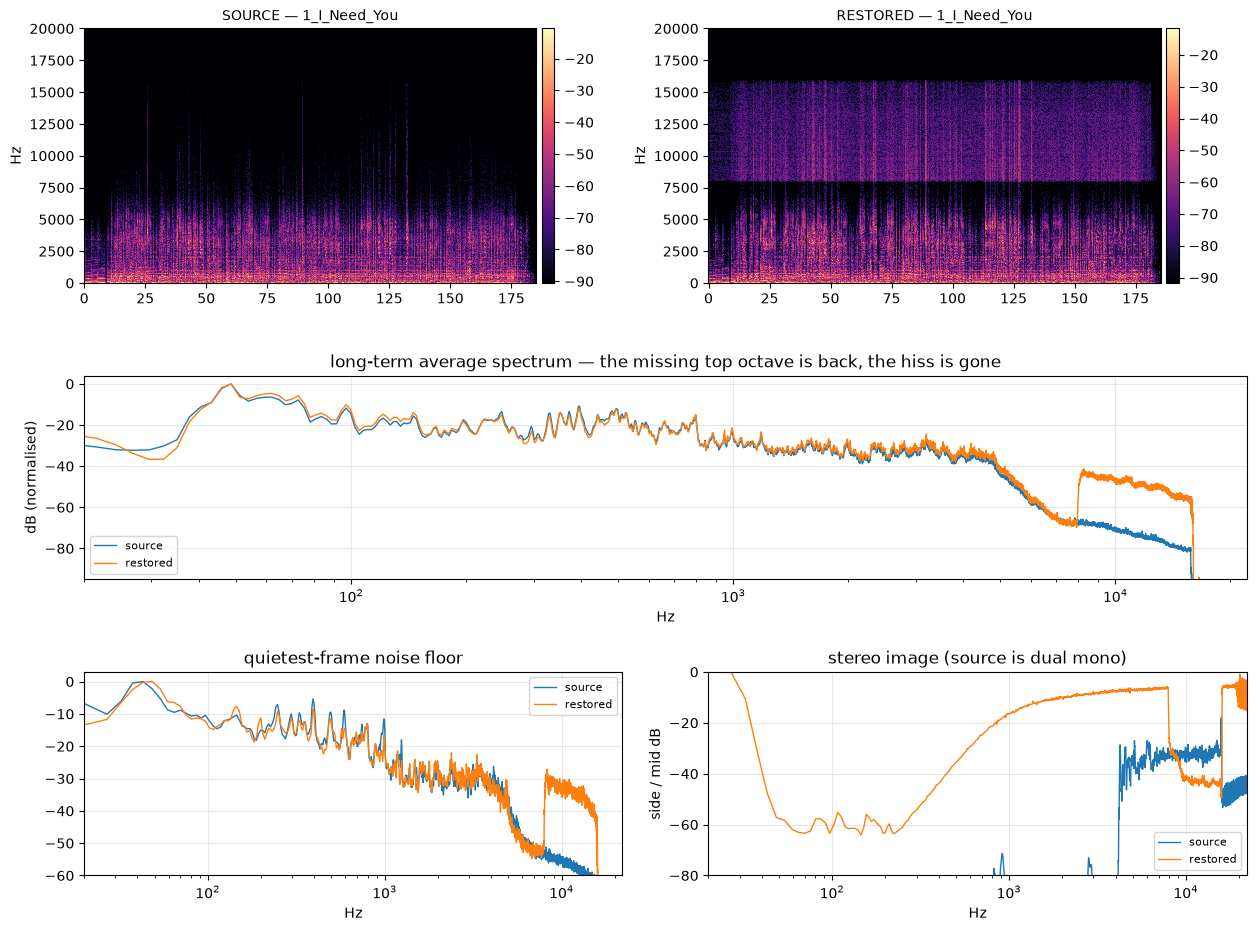 SOURCE — 1_I_Need_You
RESTORED — 1_I_Need_You
20000
17500
15000
12500
10000
7500
5000
2500
0
Hz
0 25 50 75 100 125 150 175
−20
−30
−40
−50
−60
−70
−80
−90
20000
17500
15000
12500
10000
7500
5000
2500
0
Hz
0 25 50 75 100 125 150 175
−20
−30
−40
−50
−60
−70
−80
−90
long-term average spectrum — the missing top octave is back, the hiss is gone
0
−20
−40
−60
−80
dB (normalised)
source
restored
10² 10³ 10⁴
Hz
quietest-frame noise floor
0
−10
−20
−30
−40
−50
−60
source
restored
10² 10³ 10⁴
Hz
stereo image (source is dual mono)
0
−20
−40
−60
−80
side / mid dB
source
restored
10² 10³ 10⁴
Hz